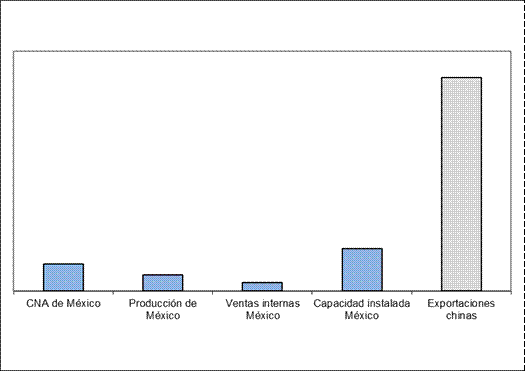 CNA de México
Producción de
México
Ventas internas
México
Capacidad instalada
México
Exportaciones
chinas